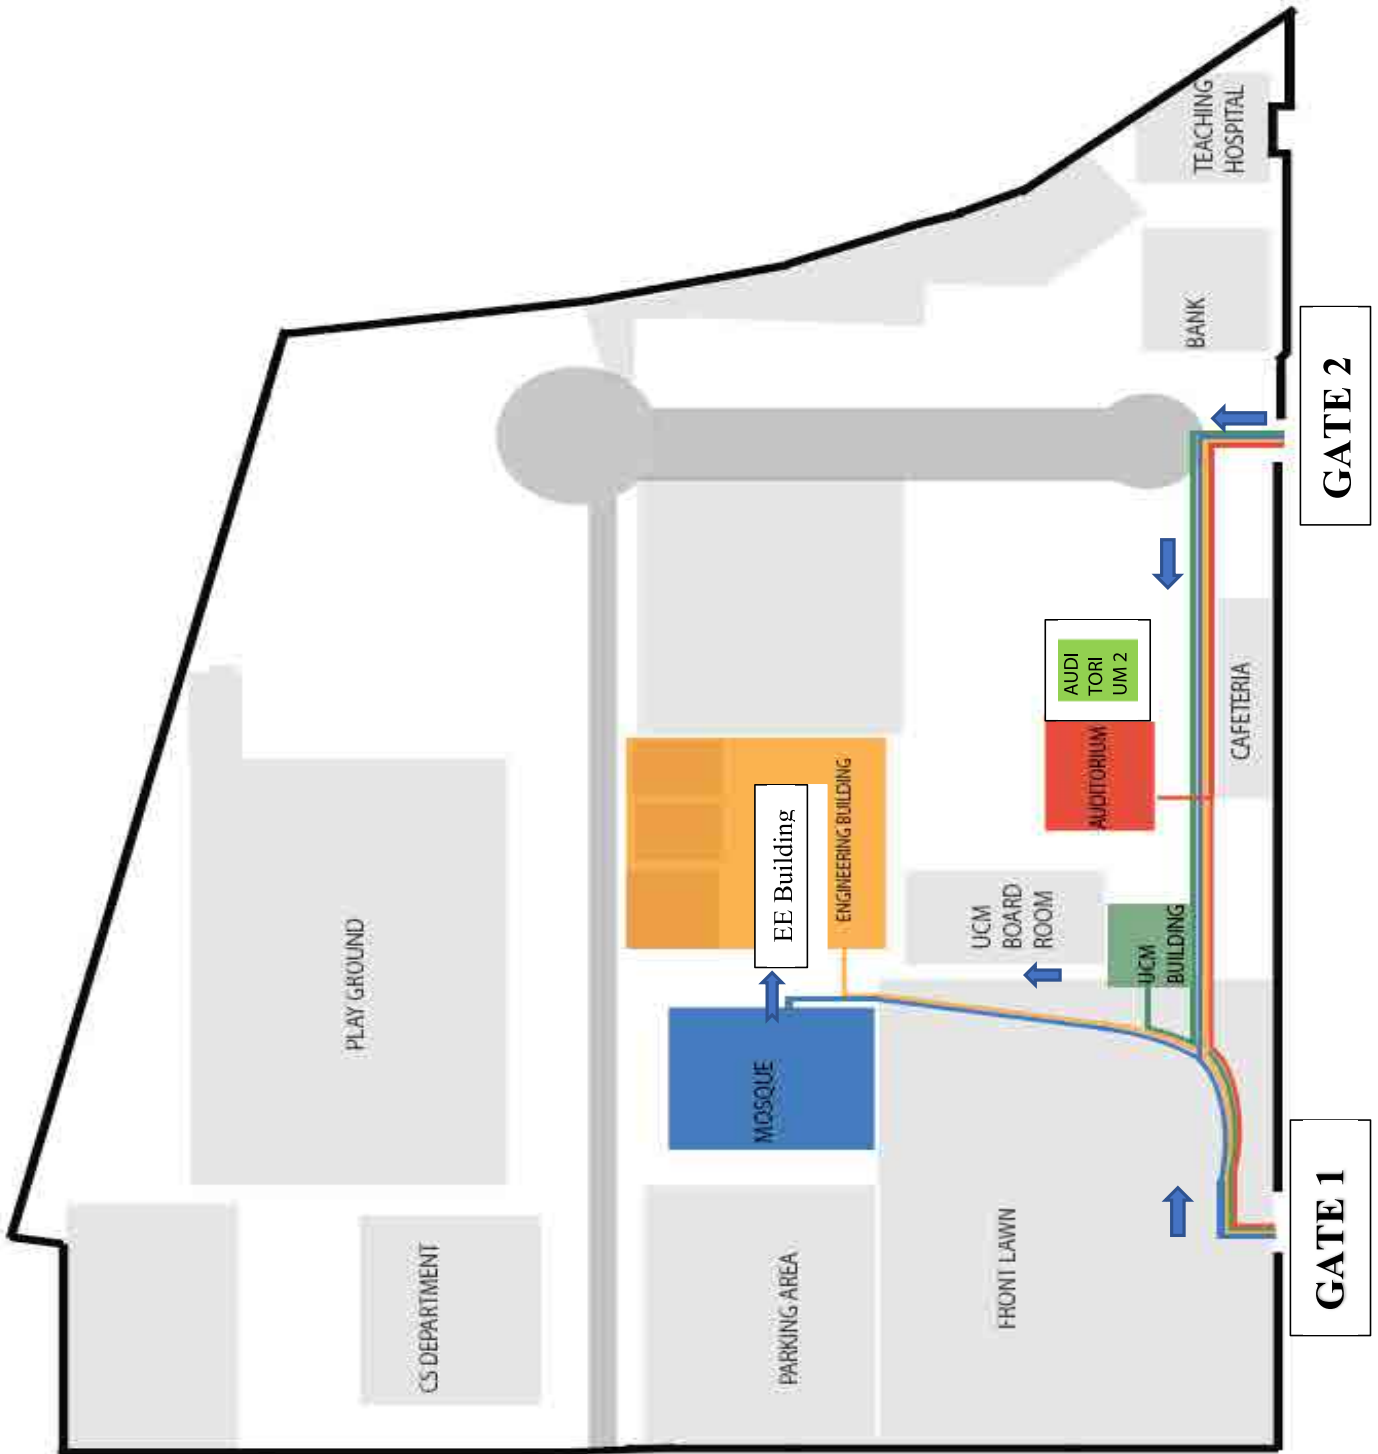 PLAY GROUND
CS DEPARTMENT
PARKING AREA
MOSQUE
EE Building
ENGINEERING BUILDING
FRONT LAWN
UCM
BOARD
ROOM
UCM
BUILDING
AUDITORIUM
AUDI
TORI
UM 2
CAFETERIA
BANK
TEACHING
HOSPITAL
GATE 1
GATE 2